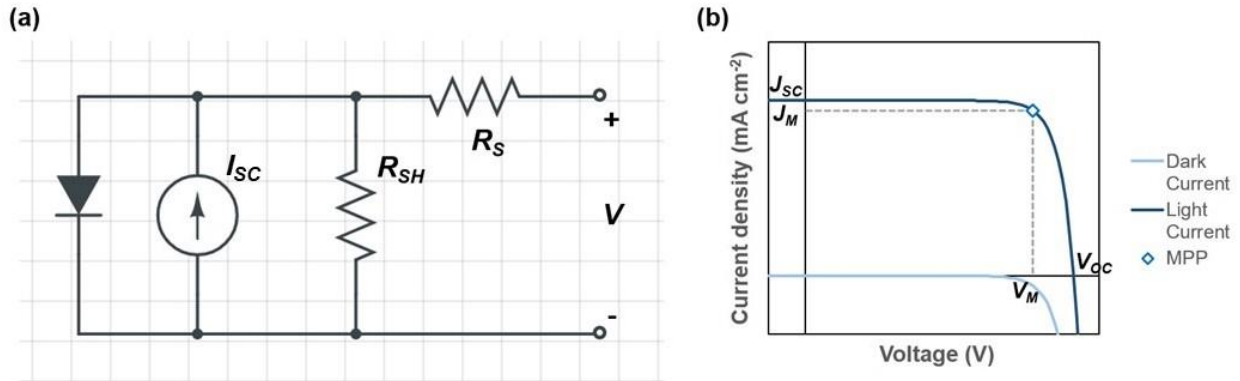 (a)
I_SC
R_SH
R_S
+
V
-
(b)
Current density (mA cm⁻²)
J_SC
J_M
V_M
V_OC
Voltage (V)
Dark
Current
Light
Current
MPP